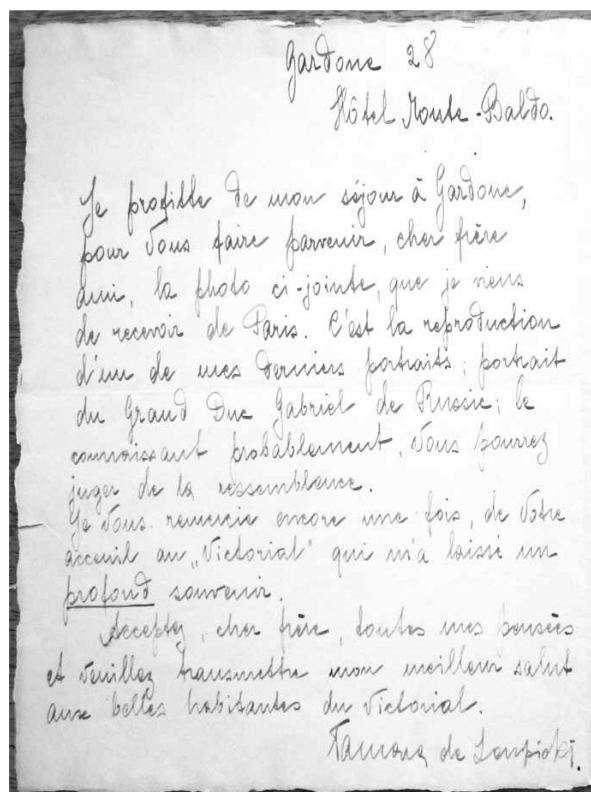 Gardone 28
Hôtel Monte-Baldo.
Je profitte de mon séjour à Gardone,
pour Vous faire parvenir, cher frère
ami, la photo ci-jointe, que je viens
de recevoir de Paris. C'est la reproduction
d'un de mes derniers portraits; portrait
du Grand Duc Gabriel de Russie; le
connaissant probablement, Vous pourrez
juger de la ressemblance.
Je Vous remercie encore une fois, de Votre
acceuil au „Victorial" qui m'a laissé un
profond souvenir.
Acceptez, cher frère, toutes mes pensées
et veuillez transmettre mon meilleur salut
aux belles habitantes du Victorial.
de